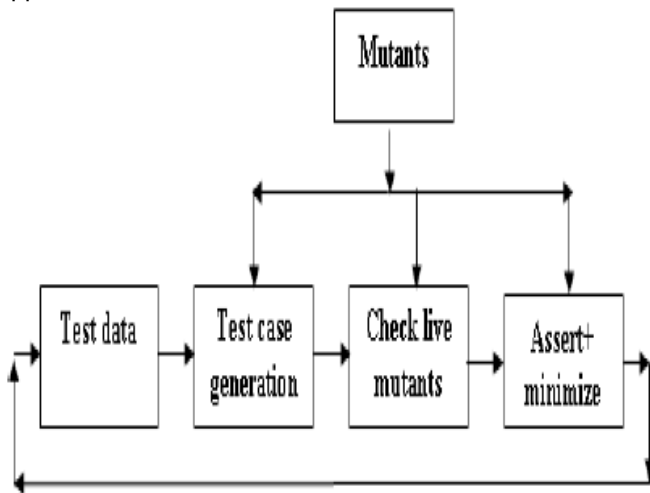 Mutants
Test data
Test case
generation
Check live
mutants
Assert+
minimize